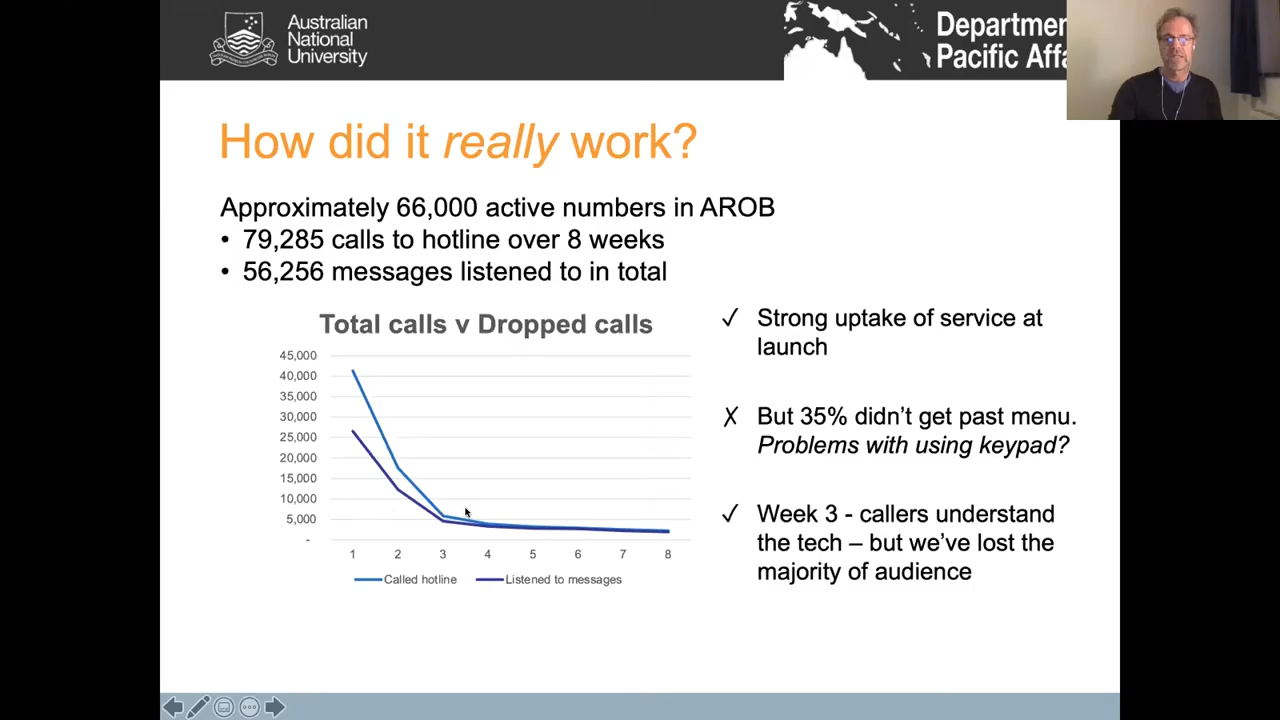 Australian
National
University
Departmen
Pacific Affa
How did it really work?
Approximately 66,000 active numbers in AROB
• 79,285 calls to hotline over 8 weeks
• 56,256 messages listened to in total
Total calls v Dropped calls
45,000
40,000
35,000
30,000
25,000
20,000
15,000
10,000
5,000
-
1 2 3 4 5 6 7 8
Called hotline Listened to messages
✓ Strong uptake of service at
launch
✗ But 35% didn’t get past menu.
Problems with using keypad?
✓ Week 3 - callers understand
the tech – but we’ve lost the
majority of audience